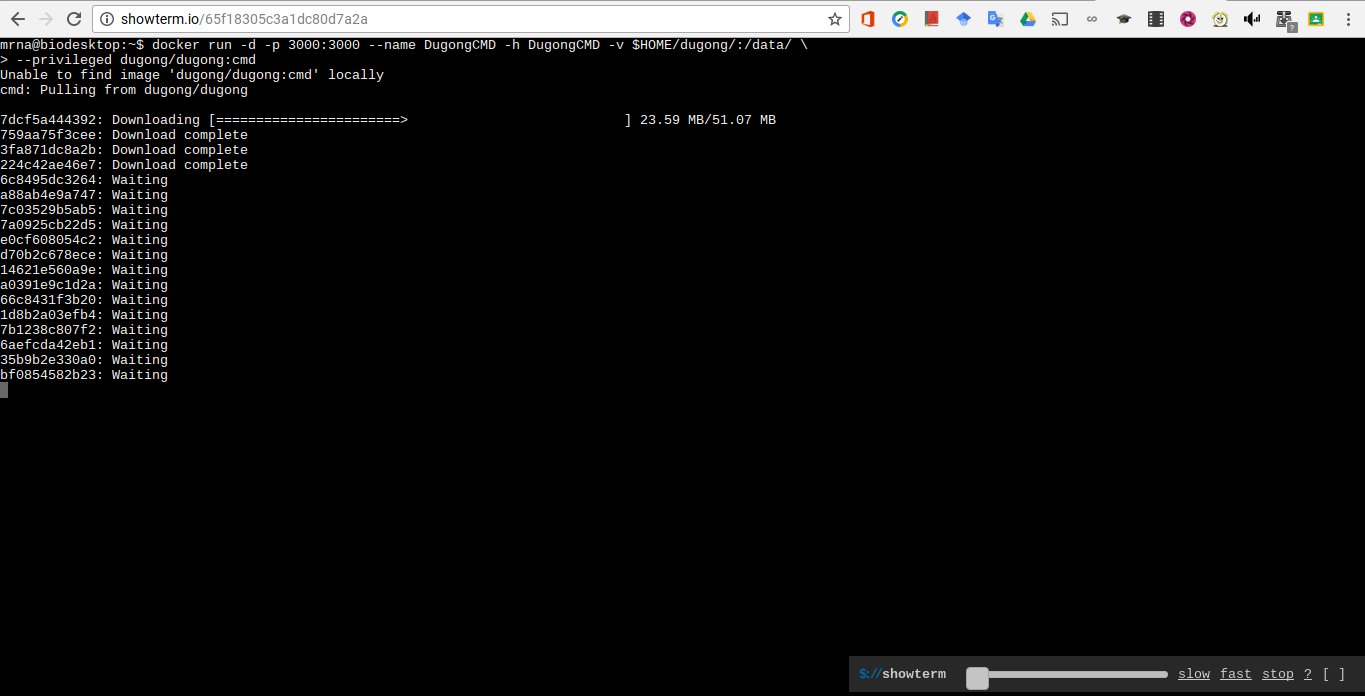 showterm.io/65f18305c3a1dc80d7a2a
mrna@biodesktop:~$ docker run -d -p 3000:3000 --name DugongCMD -h DugongCMD -v $HOME/dugong/:/data/ \
> --privileged dugong/dugong:cmd
Unable to find image 'dugong/dugong:cmd' locally
cmd: Pulling from dugong/dugong
7dcf5a444392: Downloading [=======================>                           ] 23.59 MB/51.07 MB
759aa75f3cee: Download complete
3fa871dc8a2b: Download complete
224c42ae46e7: Download complete
6c8495dc3264: Waiting
a88ab4e9a747: Waiting
7c03529b5ab5: Waiting
7a0925cb22d5: Waiting
e0cf608054c2: Waiting
d70b2c678ece: Waiting
14621e560a9e: Waiting
a0391e9c1d2a: Waiting
66c8431f3b20: Waiting
1d8b2a03efb4: Waiting
7b1238c807f2: Waiting
6aefcda42eb1: Waiting
35b9b2e330a0: Waiting
bf0854582b23: Waiting
$://showterm slow fast stop ? [ ]